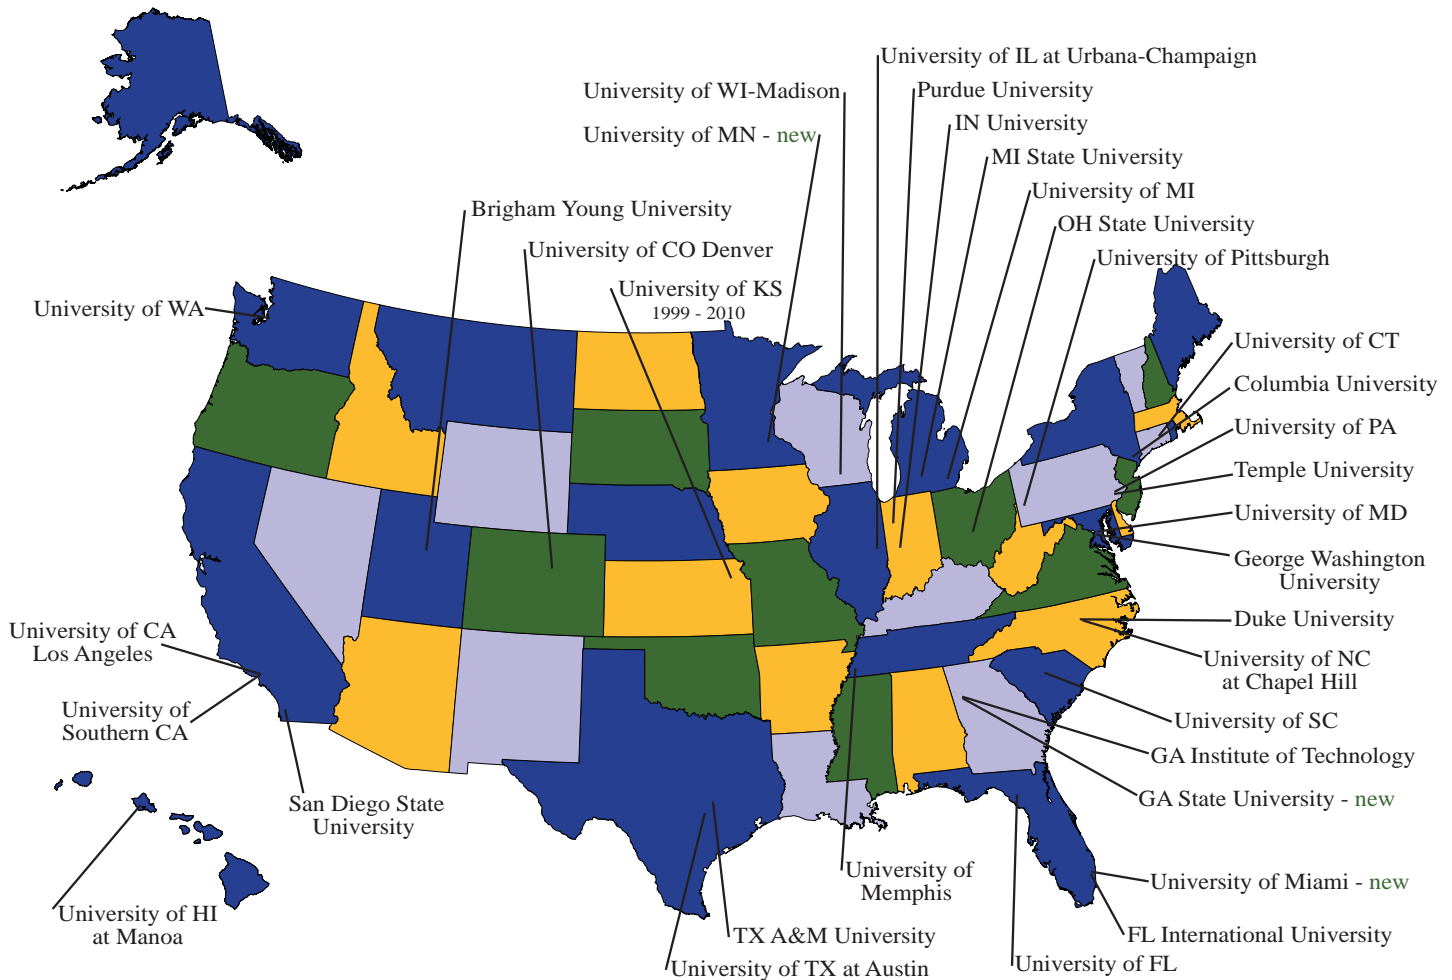 University of IL at Urbana-Champaign
University of WI-Madison
Purdue University
University of MN - new
IN University
MI State University
University of MI
Brigham Young University
OH State University
University of CO Denver
University of Pittsburgh
University of KS
1999 - 2010
University of WA
University of CT
Columbia University
University of PA
Temple University
University of MD
George Washington
University
Duke University
University of CA
Los Angeles
University of NC
at Chapel Hill
University of
Southern CA
University of SC
GA Institute of Technology
San Diego State
University
GA State University - new
University of
Memphis
University of Miami - new
University of HI
at Manoa
TX A&M University
FL International University
University of TX at Austin
University of FL